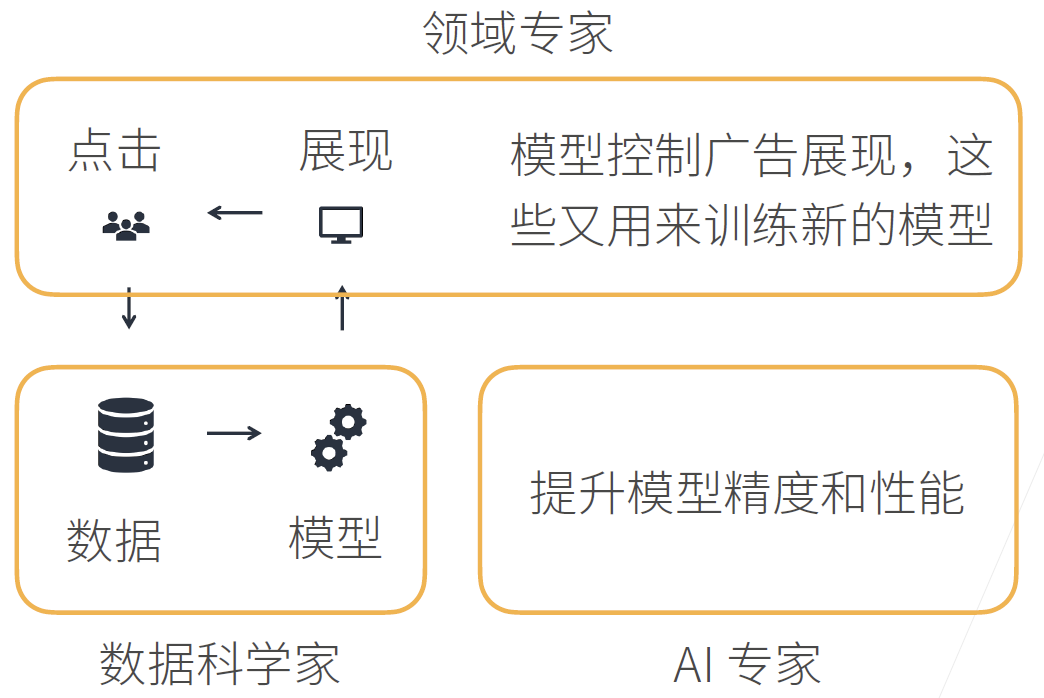 领域专家
点击
展现
模型控制广告展现，这
些又用来训练新的模型
数据
模型
提升模型精度和性能
数据科学家
AI 专家